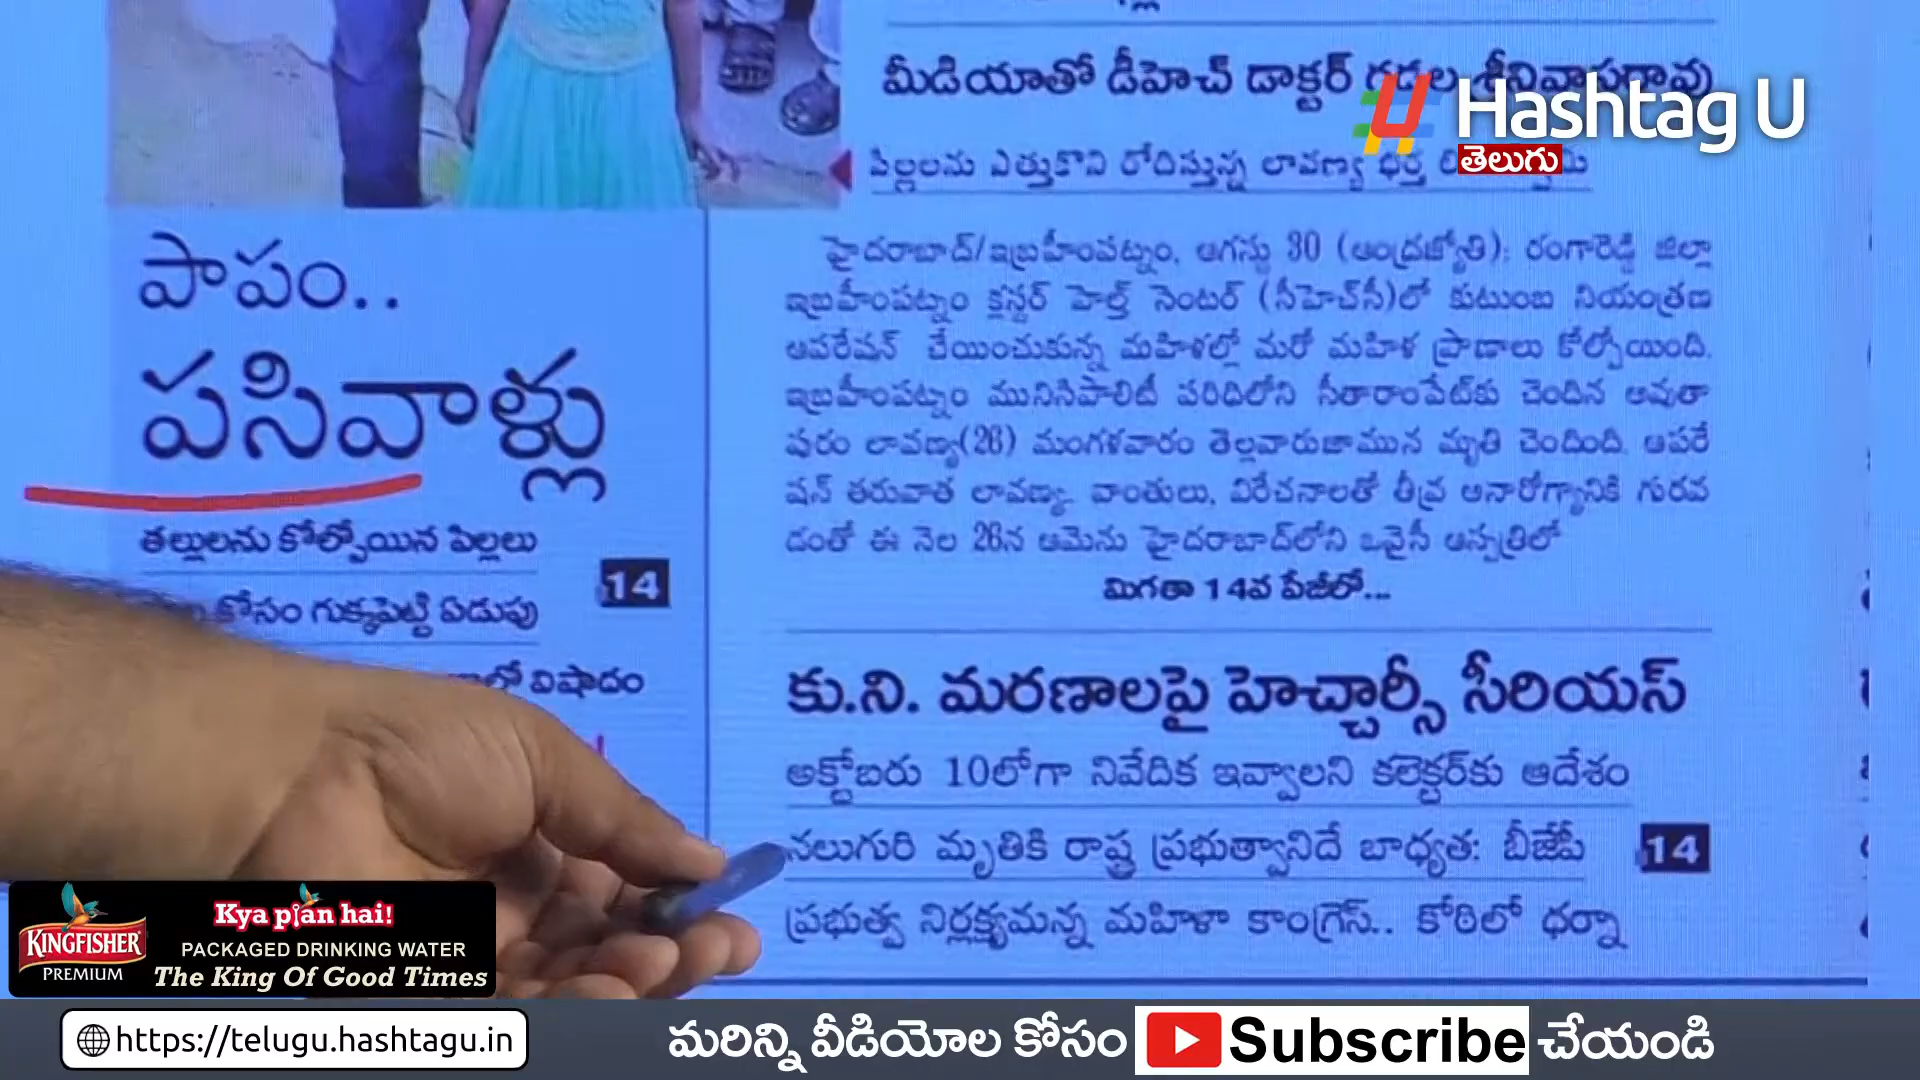 మీడియాతో డీహెచ్ డాక్టర్ గడల శ్రీనివాసరావు
Hashtag U
తెలుగు
పిల్లలను ఎత్తుకొని రోదిస్తున్న లావణ్య భర్త
పాపం..
పసివాళ్లు
తల్లులను కోల్పోయిన పిల్లలు
కోసం గుక్కపెట్టి ఏడుపు
విషాదం
14
హైదరాబాద్/ఇబ్రహీంపట్నం, ఆగస్టు 30 (ఆంధ్రజ్యోతి): రంగారెడ్డి జిల్లా
ఇబ్రహీంపట్నం క్లస్టర్ హెల్త్ సెంటర్ (సీహెచ్‌సీ)లో కుటుంబ నియంత్రణ
ఆపరేషన్ చేయించుకున్న మహిళల్లో మరో మహిళ ప్రాణాలు కోల్పోయింది.
ఇబ్రహీంపట్నం మునిసిపాలిటీ పరిధిలోని సీతారాంపేట్‌కు చెందిన అవుతా
పురం లావణ్య(26) మంగళవారం తెల్లవారుజామున మృతి చెందింది. ఆపరే
షన్ తరువాత లావణ్య వాంతులు, విరేచనాలతో తీవ్ర అనారోగ్యానికి గురవ
డంతో ఈ నెల 26న ఆమెను హైదరాబాద్‌లోని ఒవైసీ ఆస్పత్రిలో
మిగతా 14వ పేజీలో...
కు.ని. మరణాలపై హెచ్చార్సీ సీరియస్
అక్టోబరు 10లోగా నివేదిక ఇవ్వాలని కలెక్టర్‌కు ఆదేశం
నలుగురి మృతికి రాష్ట్ర ప్రభుత్వానిదే బాధ్యత: బీజేపీ
14
ప్రభుత్వ నిర్లక్ష్యమన్న మహిళా కాంగ్రెస్.. కోఠిలో ధర్నా
KINGFISHER
PREMIUM
Kya plan hai!
PACKAGED DRINKING WATER
The King Of Good Times
https://telugu.hashtagu.in
మరిన్ని వీడియోల కోసం Subscribe చేయండి